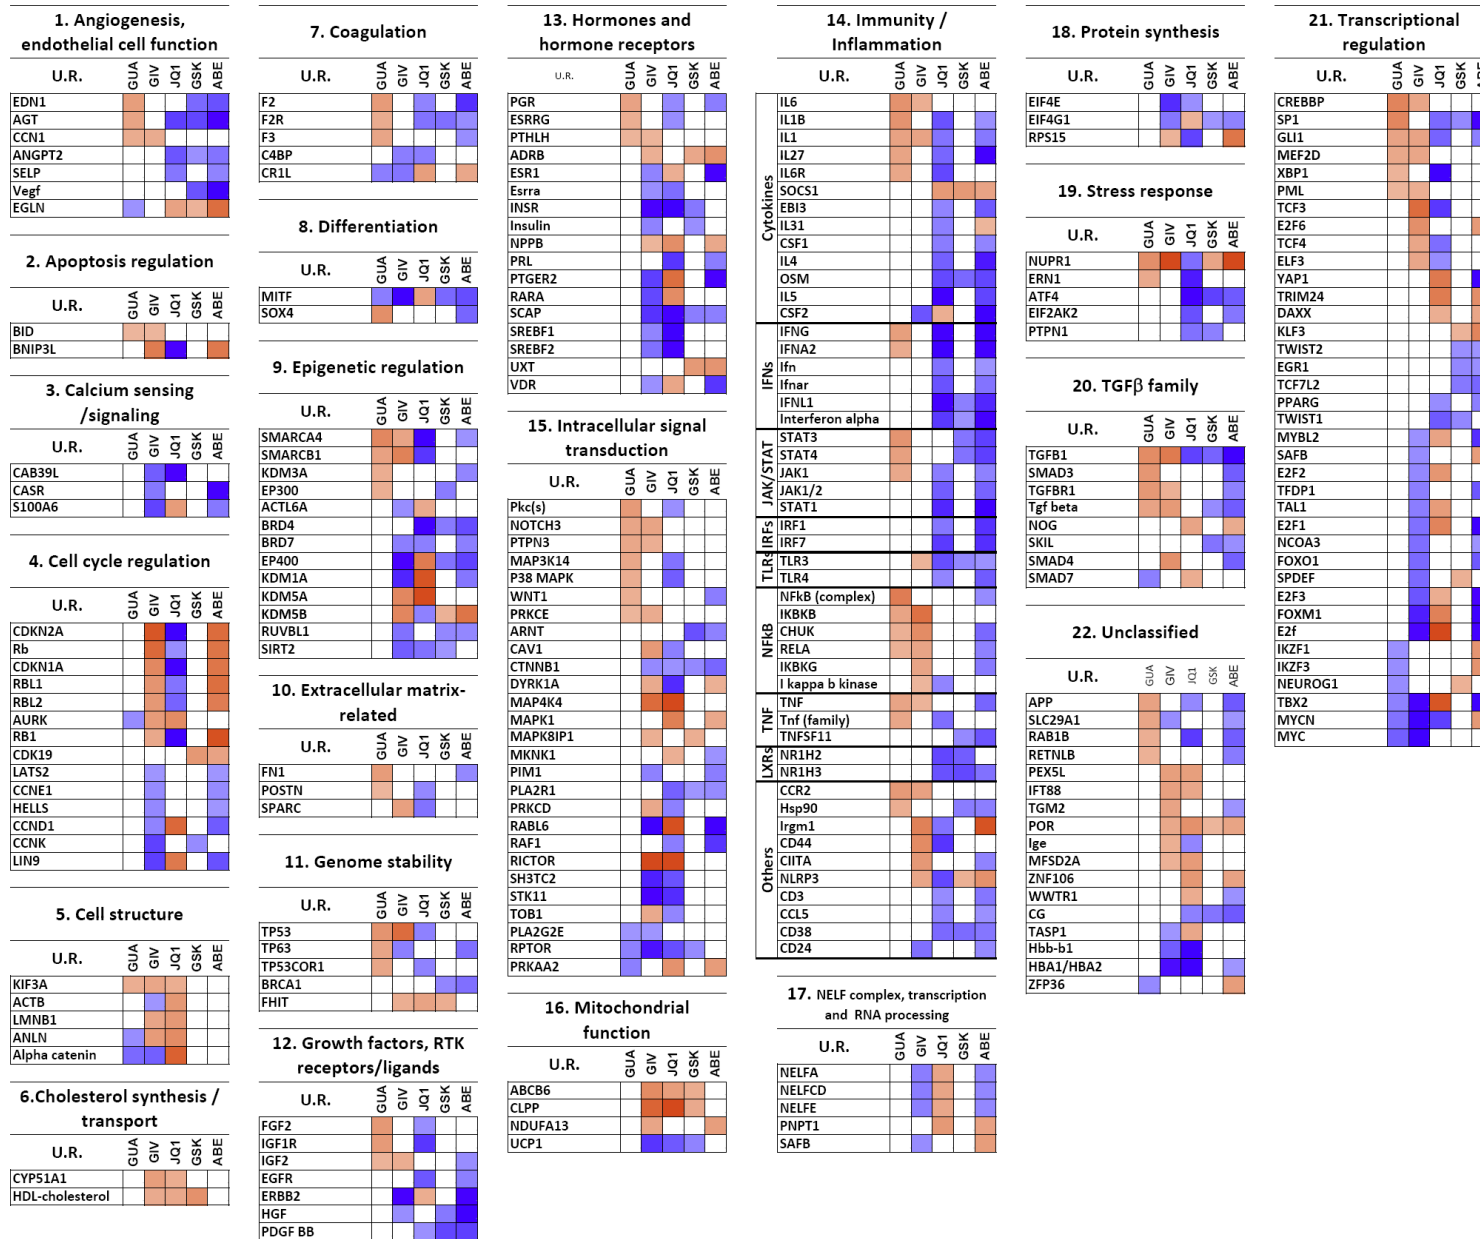 1. Angiogenesis,
endothelial cell function
U.R. GUA GIV JQ1 GSK ABE
EDN1
AGT
CCN1
ANGPT2
SELP
Vegf
EGLN
2. Apoptosis regulation
U.R. GUA GIV JQ1 GSK ABE
BID
BNIP3L
3. Calcium sensing
/signaling
U.R. GUA GIV JQ1 GSK ABE
CAB39L
CASR
S100A6
4. Cell cycle regulation
U.R. GUA GIV JQ1 GSK ABE
CDKN2A
Rb
CDKN1A
RBL1
RBL2
AURK
RB1
CDK19
LATS2
CCNE1
HELLS
CCND1
CCNK
LIN9
5. Cell structure
U.R. GUA GIV JQ1 GSK ABE
KIF3A
ACTB
LMNB1
ANLN
Alpha catenin
6.Cholesterol synthesis /
transport
U.R. GUA GIV JQ1 GSK ABE
CYP51A1
HDL-cholesterol
7. Coagulation
U.R. GUA GIV JQ1 GSK ABE
F2
F2R
F3
C4BP
CR1L
8. Differentiation
U.R. GUA GIV JQ1 GSK ABE
MITF
SOX4
9. Epigenetic regulation
U.R. GUA GIV JQ1 GSK ABE
SMARCA4
SMARCB1
KDM3A
EP300
ACTL6A
BRD4
BRD7
EP400
KDM1A
KDM5A
KDM5B
RUVBL1
SIRT2
10. Extracellular matrix-
related
U.R. GUA GIV JQ1 GSK ABE
FN1
POSTN
SPARC
11. Genome stability
U.R. GUA GIV JQ1 GSK ABE
TP53
TP63
TP53COR1
BRCA1
FHIT
12. Growth factors, RTK
receptors/ligands
U.R. GUA GIV JQ1 GSK ABE
FGF2
IGF1R
IGF2
EGFR
ERBB2
HGF
PDGF BB
13. Hormones and
hormone receptors
U.R. GUA GIV JQ1 GSK ABE
PGR
ESRRG
PTHLH
ADRB
ESR1
Esrra
INSR
Insulin
NPPB
PRL
PTGER2
RARA
SCAP
SREBF1
SREBF2
UXT
VDR
15. Intracellular signal
transduction
U.R. GUA GIV JQ1 GSK ABE
Pkc(s)
NOTCH3
PTPN3
MAP3K14
P38 MAPK
WNT1
PRKCE
ARNT
CAV1
CTNNB1
DYRK1A
MAP4K4
MAPK1
MAPK8IP1
MKNK1
PIM1
PLA2R1
PRKCD
RABL6
RAF1
RICTOR
SH3TC2
STK11
TOB1
PLA2G2E
RPTOR
PRKAA2
16. Mitochondrial
function
U.R. GUA GIV JQ1 GSK ABE
ABCB6
CLPP
NDUFA13
UCP1
14. Immunity /
Inflammation
U.R. GUA GIV JQ1 GSK ABE
Cytokines
IL6
IL1B
IL1
IL27
IL6R
SOCS1
EBI3
IL31
CSF1
IL4
OSM
IL5
CSF2
IFNs
IFNG
IFNA2
Ifn
Ifnar
IFNL1
Interferon alpha
JAK/STAT
STAT3
STAT4
JAK1
JAK1/2
STAT1
IRFs
IRF1
IRF7
TLRs
TLR3
TLR4
NFkB
NFkB (complex)
IKBKB
CHUK
RELA
IKBKG
I kappa b kinase
TNF
TNF
Tnf (family)
TNFSF11
LXRs
NR1H2
NR1H3
Others
CCR2
Hsp90
Irgm1
CD44
CIITA
NLRP3
CD3
CCL5
CD38
CD24
17. NELF complex, transcription
and RNA processing
U.R. GUA GIV JQ1 GSK ABE
NELFA
NELFCD
NELFE
PNPT1
SAFB
18. Protein synthesis
U.R. GUA GIV JQ1 GSK ABE
EIF4E
EIF4G1
RPS15
19. Stress response
U.R. GUA GIV JQ1 GSK ABE
NUPR1
ERN1
ATF4
EIF2AK2
PTPN1
20. TGFβ family
U.R. GUA GIV JQ1 GSK ABE
TGFB1
SMAD3
TGFBR1
Tgf beta
NOG
SKIL
SMAD4
SMAD7
22. Unclassified
U.R. GUA GIV JQ1 GSK ABE
APP
SLC29A1
RAB1B
RETNLB
PEX5L
IFT88
TGM2
POR
Ige
MFSD2A
ZNF106
WWTR1
CG
TASP1
Hbb-b1
HBA1/HBA2
ZFP36
21. Transcriptional
regulation
U.R. GUA GIV JQ1 GSK
CREBBP
SP1
GLI1
MEF2D
XBP1
PML
TCF3
E2F6
TCF4
ELF3
YAP1
TRIM24
DAXX
KLF3
TWIST2
EGR1
TCF7L2
PPARG
TWIST1
MYBL2
SAFB
E2F2
TFDP1
TAL1
E2F1
NCOA3
FOXO1
SPDEF
E2F3
FOXM1
E2f
IKZF1
IKZF3
NEUROG1
TBX2
MYCN
MYC